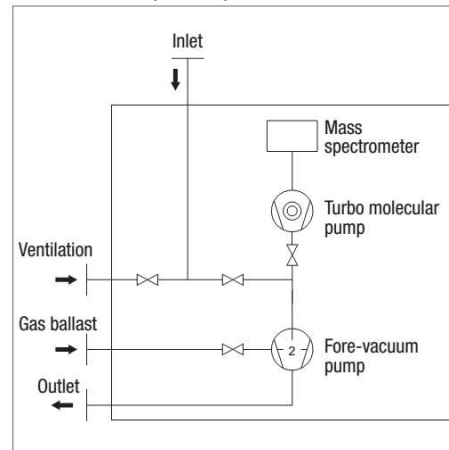 Inlet
Mass
spectrometer
Turbo molecular
pump
Ventilation
Gas ballast
2
Fore-vacuum
pump
Outlet